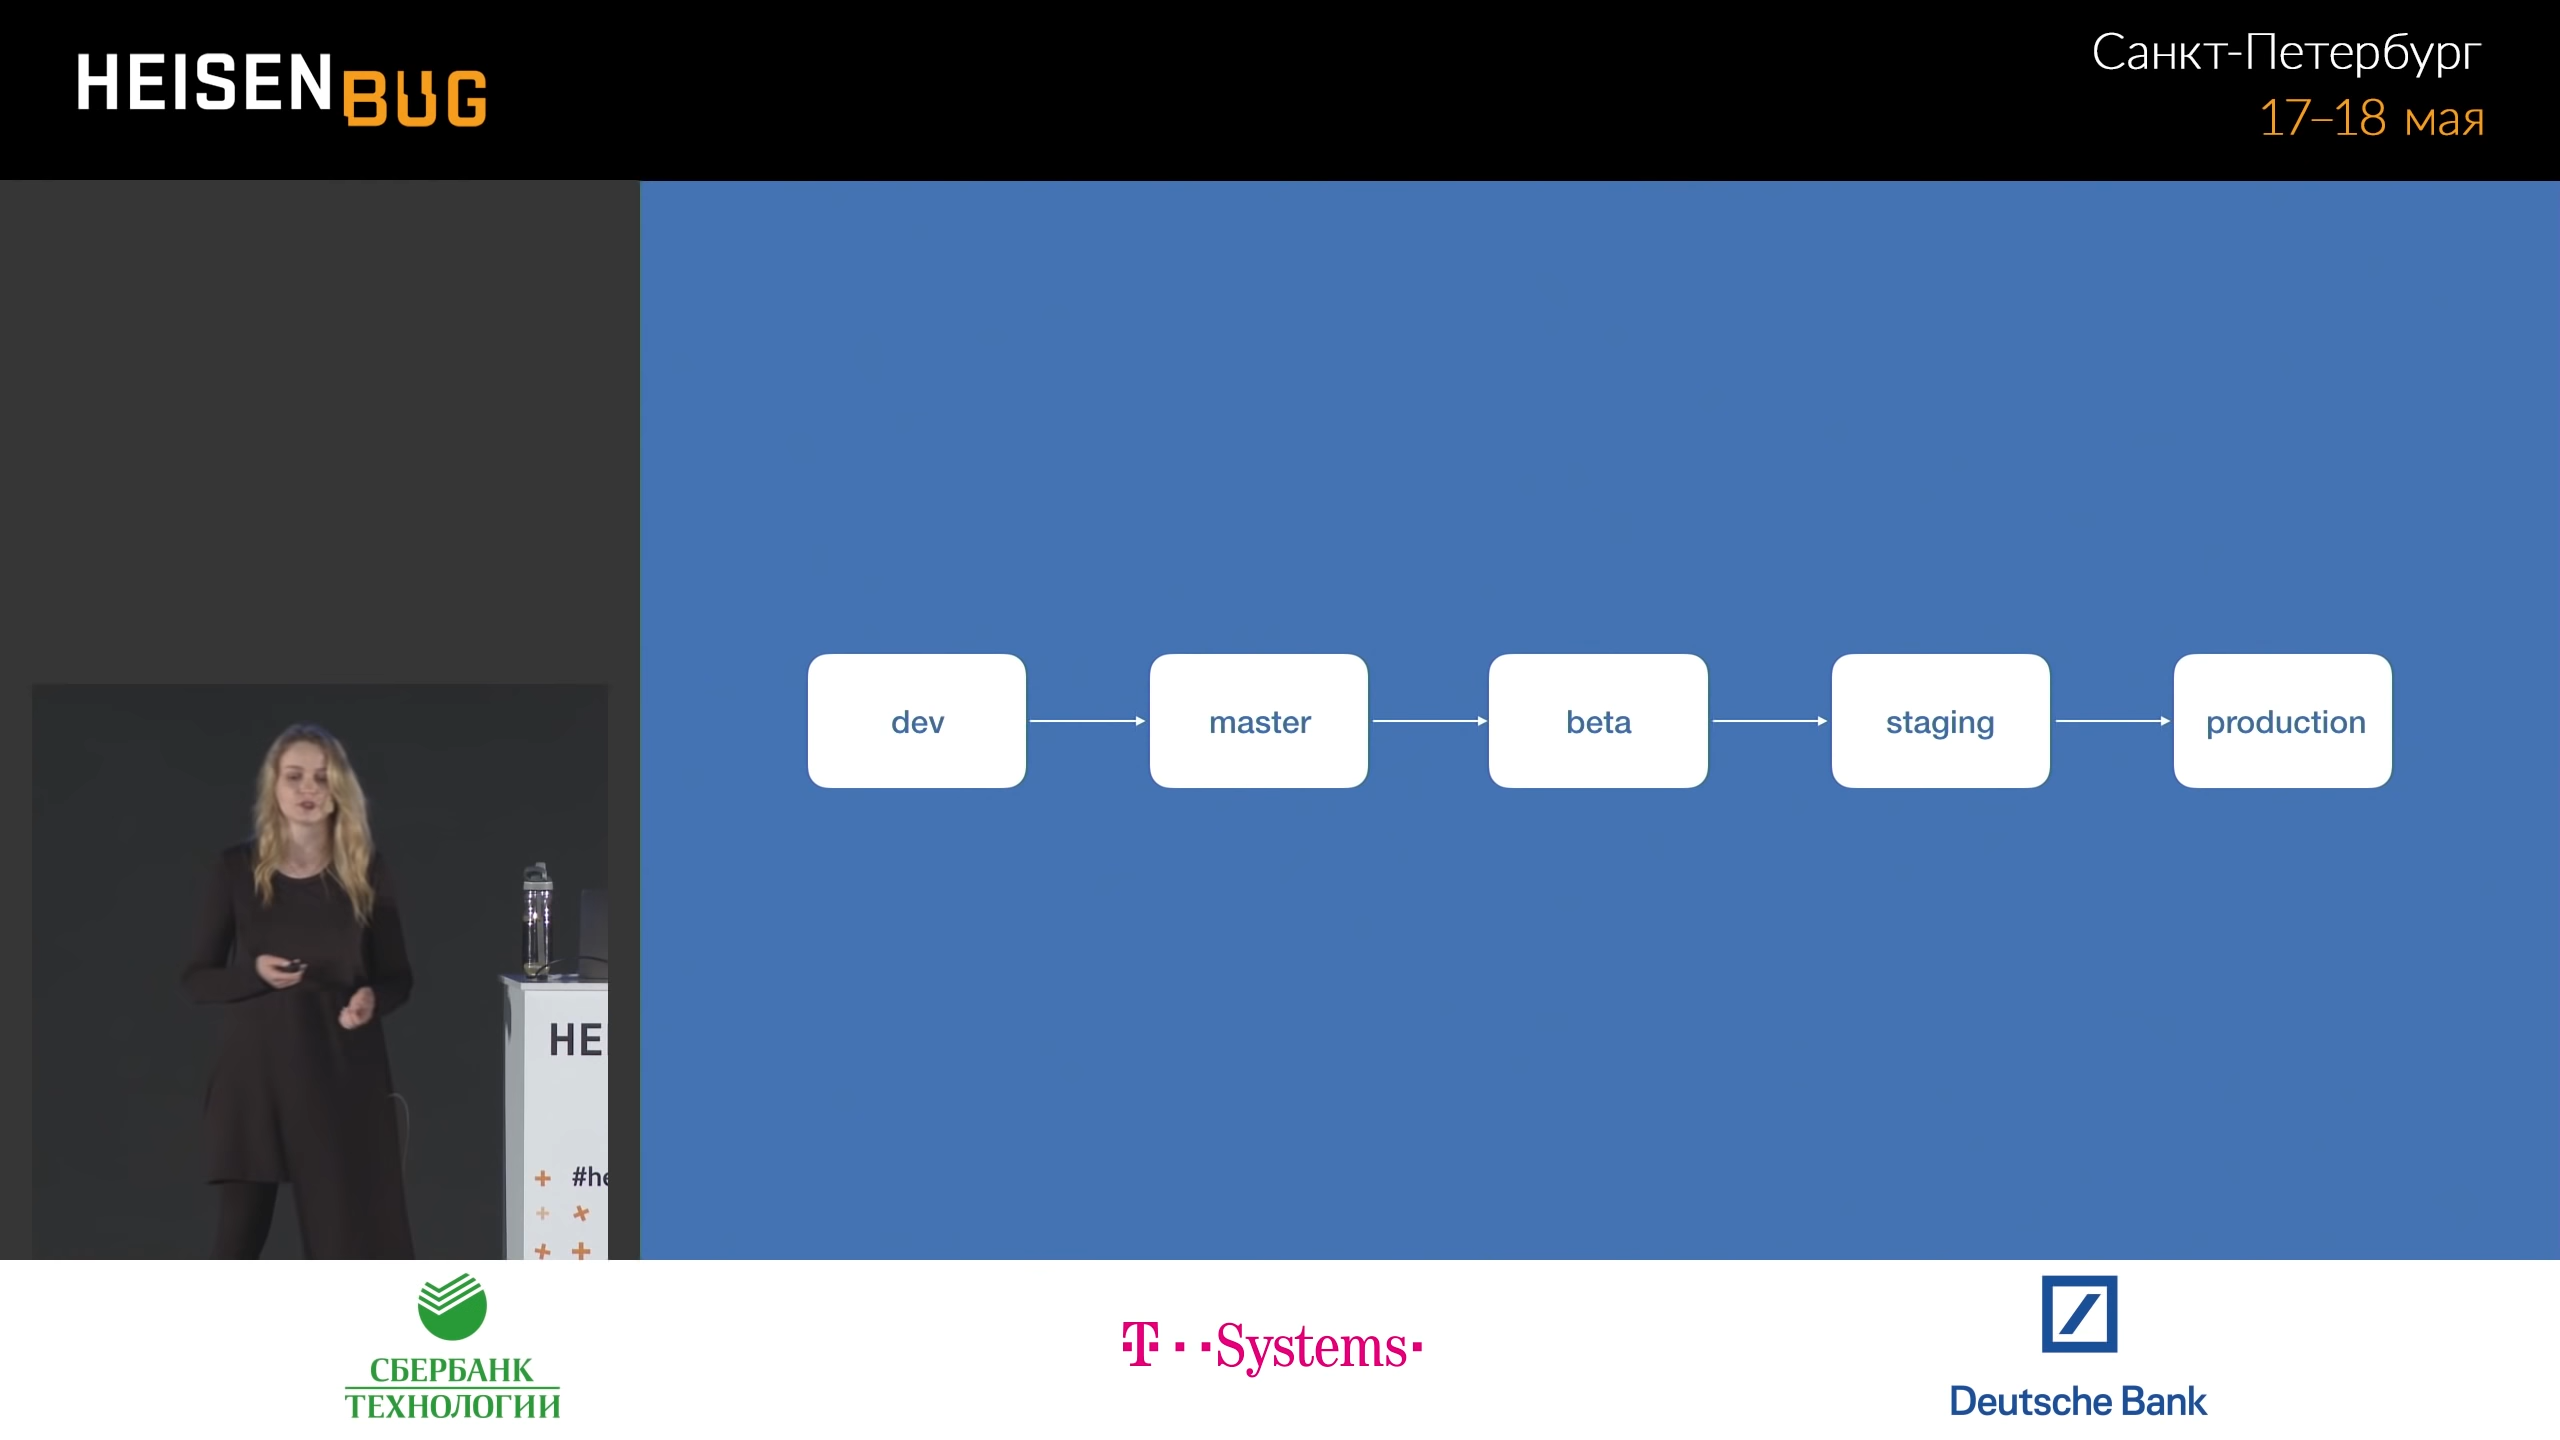 HEISENBUG
Санкт-Петербург
17–18 мая
dev
master
beta
staging
production
HE
#he
СБЕРБАНК
ТЕХНОЛОГИИ
T··Systems·
Deutsche Bank